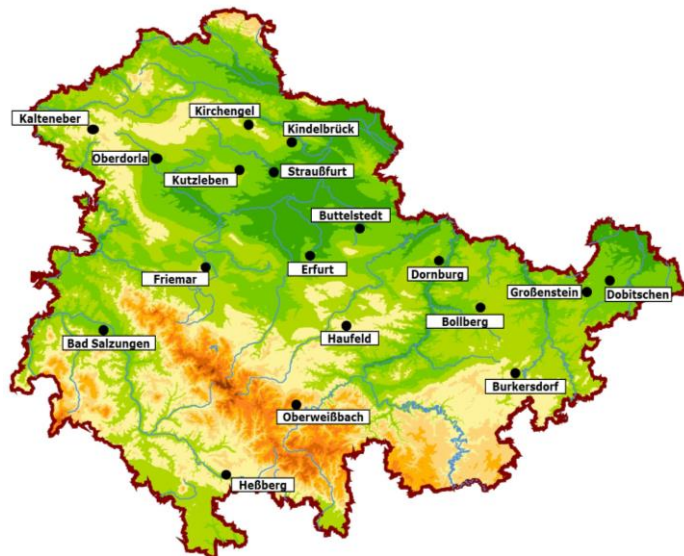 Kirchengel
Kalteneber
Kindelbrück
Oberdorla
Kutzleben
Straußfurt
Buttelstedt
Erfurt
Dornburg
Friemar
Großenstein
Dobitschen
Bollberg
Bad Salzungen
Haufeld
Burkersdorf
Oberweißbach
Heßberg